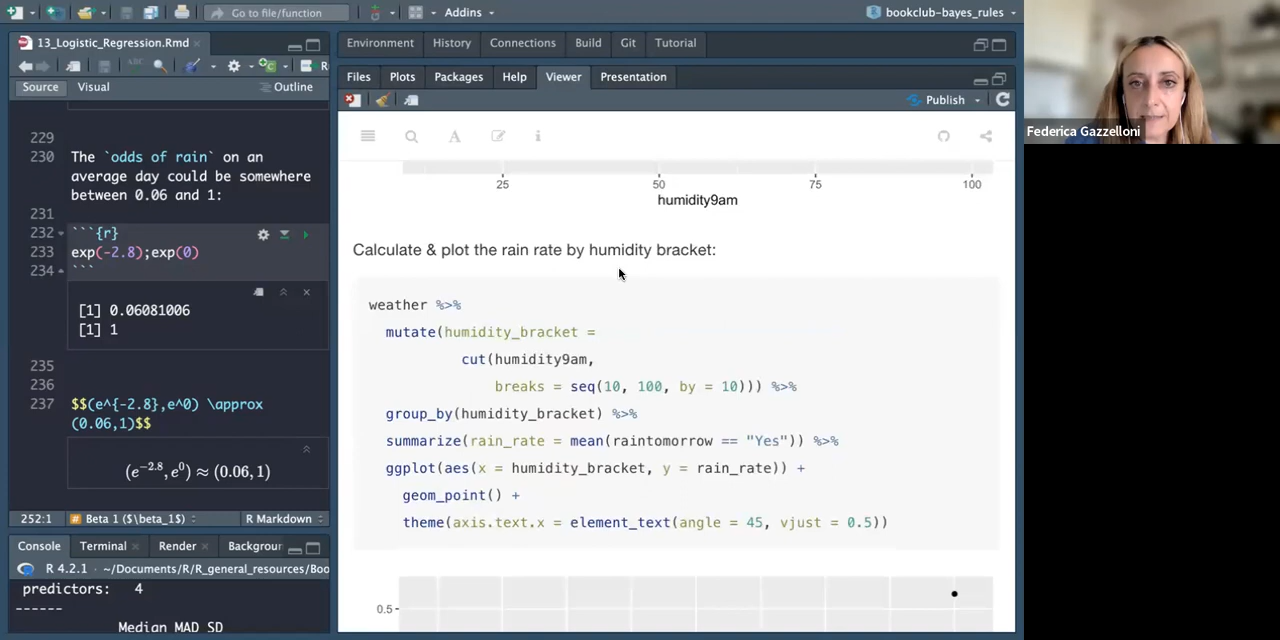 Go to file/function
Addins
bookclub-bayes_rules
13_Logistic_Regression.Rmd
R
Source
Visual
Outline
229
230
The `odds of rain` on an
average day could be somewhere
between 0.06 and 1:
231
232
```{r}
233
exp(-2.8);exp(0)
234
```
[1] 0.06081006
[1] 1
235
236
237
$$(e^{-2.8},e^0) \approx
(0.06,1)$$
(e^{-2.8}, e^0) ≈ (0.06, 1)
252:1
# Beta 1 ($\beta_1$)
R Markdown
Console
Terminal
Render
Backgrour
R 4.2.1 · ~/Documents/R/R_general_resources/Boo
predictors: 4
------
Median MAD SD
Environment
History
Connections
Build
Git
Tutorial
Files
Plots
Packages
Help
Viewer
Presentation
Publish
A
i
25
50
75
100
humidity9am
Calculate & plot the rain rate by humidity bracket:
weather %>%
mutate(humidity_bracket =
cut(humidity9am,
breaks = seq(10, 100, by = 10))) %>%
group_by(humidity_bracket) %>%
summarize(rain_rate = mean(raintomorrow == "Yes")) %>%
ggplot(aes(x = humidity_bracket, y = rain_rate)) +
geom_point() +
theme(axis.text.x = element_text(angle = 45, vjust = 0.5))
0.5
Federica Gazzelloni